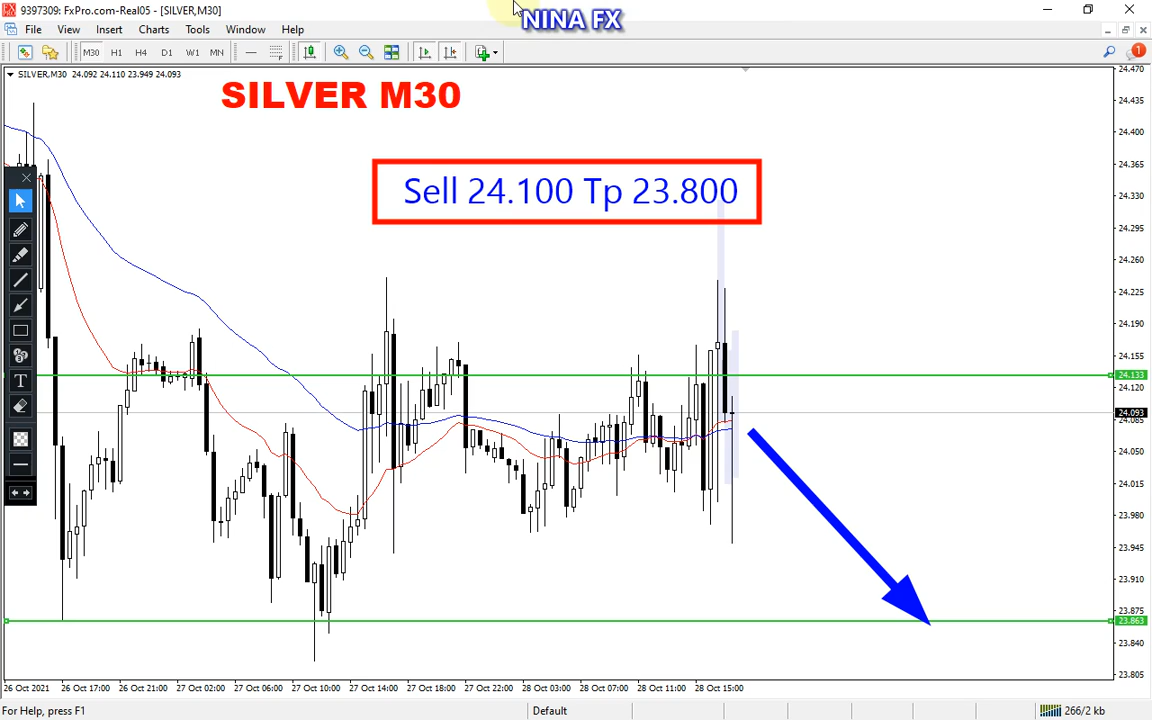 9397309: FxPro.com-Real05 - [SILVER,M30]
NINA FX
File View Insert Charts Tools Window Help
M30 H1 H4 D1 W1 MN
1
SILVER,M30 24.092 24.110 23.949 24.093
SILVER M30
Sell 24.100 Tp 23.800
T
24.470
24.435
24.400
24.365
24.330
24.295
24.260
24.225
24.190
24.155
24.133
24.120
24.093
24.085
24.050
24.015
23.980
23.945
23.910
23.875
23.863
23.840
23.805
26 Oct 2021 26 Oct 17:00 26 Oct 21:00 27 Oct 02:00 27 Oct 06:00 27 Oct 10:00 27 Oct 14:00 27 Oct 18:00 27 Oct 22:00 28 Oct 03:00 28 Oct 07:00 28 Oct 11:00 28 Oct 15:00
For Help, press F1 Default 266/2 kb